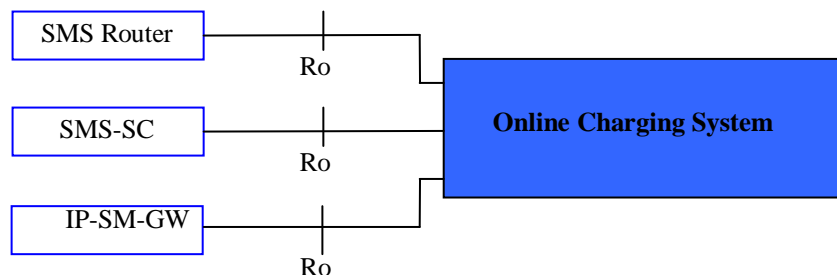 SMS Router
Ro
SMS-SC
Online Charging System
Ro
IP-SM-GW
Ro